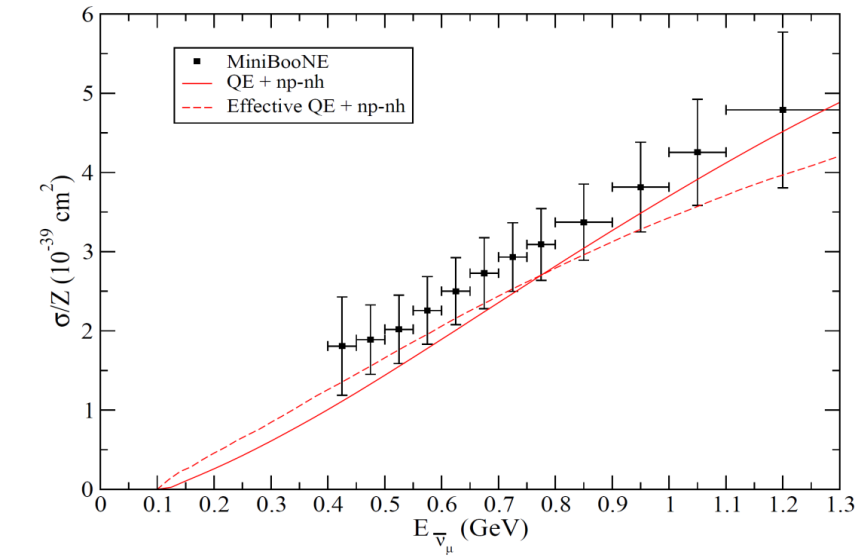 6
5
4
3
2
1
0
σ/Z (10⁻³⁹ cm²)
MiniBooNE
QE + np-nh
Effective QE + np-nh
0 0.1 0.2 0.3 0.4 0.5 0.6 0.7 0.8 0.9 1 1.1 1.2 1.3
E ν̅μ (GeV)